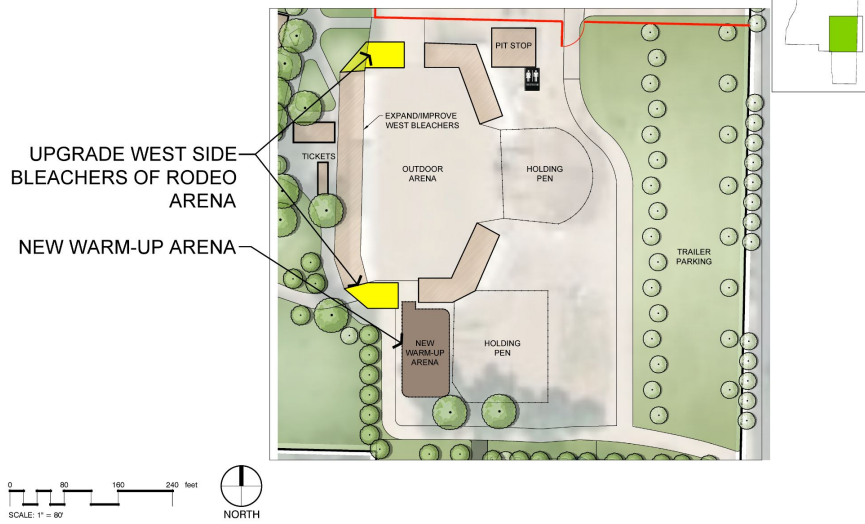 PIT STOP
EXPAND/IMPROVE
WEST BLEACHERS
UPGRADE WEST SIDE
BLEACHERS OF RODEO
ARENA
TICKETS
OUTDOOR
ARENA
HOLDING
PEN
NEW WARM-UP ARENA
TRAILER
PARKING
NEW
WARM-UP
ARENA
HOLDING
PEN
0 80 160 240 feet
SCALE: 1" = 80'
NORTH